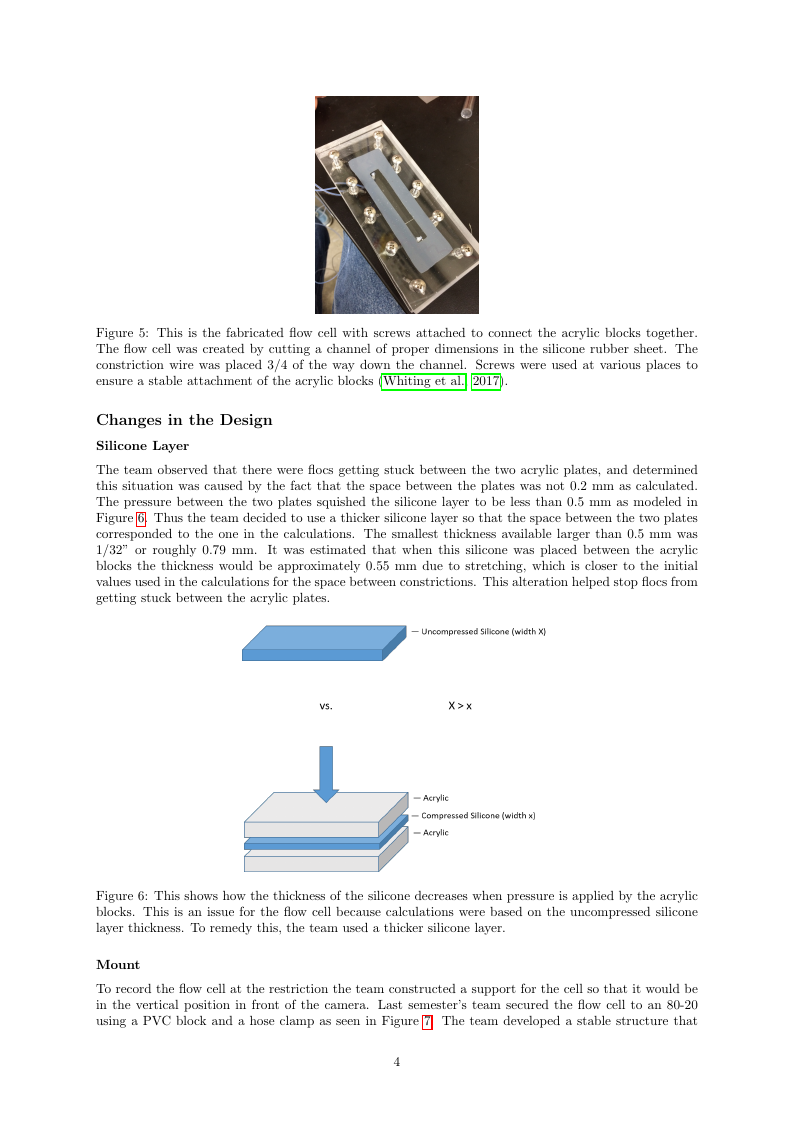 Figure 5: This is the fabricated flow cell with screws attached to connect the acrylic blocks together.
The flow cell was created by cutting a channel of proper dimensions in the silicone rubber sheet. The
constriction wire was placed 3/4 of the way down the channel. Screws were used at various places to
ensure a stable attachment of the acrylic blocks (Whiting et al. 2017).
Changes in the Design
Silicone Layer
The team observed that there were flocs getting stuck between the two acrylic plates, and determined
this situation was caused by the fact that the space between the plates was not 0.2 mm as calculated.
The pressure between the two plates squished the silicone layer to be less than 0.5 mm as modeled in
Figure 6. Thus the team decided to use a thicker silicone layer so that the space between the two plates
corresponded to the one in the calculations. The smallest thickness available larger than 0.5 mm was
1/32” or roughly 0.79 mm. It was estimated that when this silicone was placed between the acrylic
blocks the thickness would be approximately 0.55 mm due to stretching, which is closer to the initial
values used in the calculations for the space between constrictions. This alteration helped stop flocs from
getting stuck between the acrylic plates.
— Uncompressed Silicone (width X)
vs. X > x
— Acrylic
— Compressed Silicone (width x)
— Acrylic
Figure 6: This shows how the thickness of the silicone decreases when pressure is applied by the acrylic
blocks. This is an issue for the flow cell because calculations were based on the uncompressed silicone
layer thickness. To remedy this, the team used a thicker silicone layer.
Mount
To record the flow cell at the restriction the team constructed a support for the cell so that it would be
in the vertical position in front of the camera. Last semester’s team secured the flow cell to an 80-20
using a PVC block and a hose clamp as seen in Figure 7. The team developed a stable structure that
4